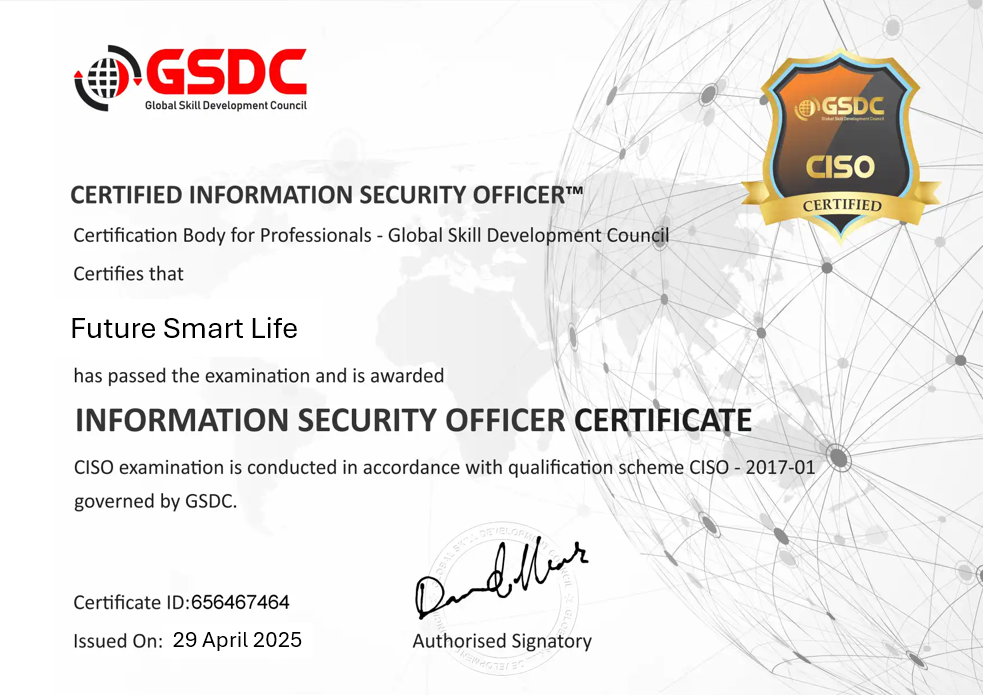 GSDC
Global Skill Development Council
GSDC
Global Skill Development Council
CISO
CERTIFIED
CERTIFIED INFORMATION SECURITY OFFICER™
Certification Body for Professionals - Global Skill Development Council
Certifies that
Future Smart Life
has passed the examination and is awarded
INFORMATION SECURITY OFFICER CERTIFICATE
CISO examination is conducted in accordance with qualification scheme CISO - 2017-01
governed by GSDC.
Certificate ID:656467464
Issued On: 29 April 2025
Authorised Signatory